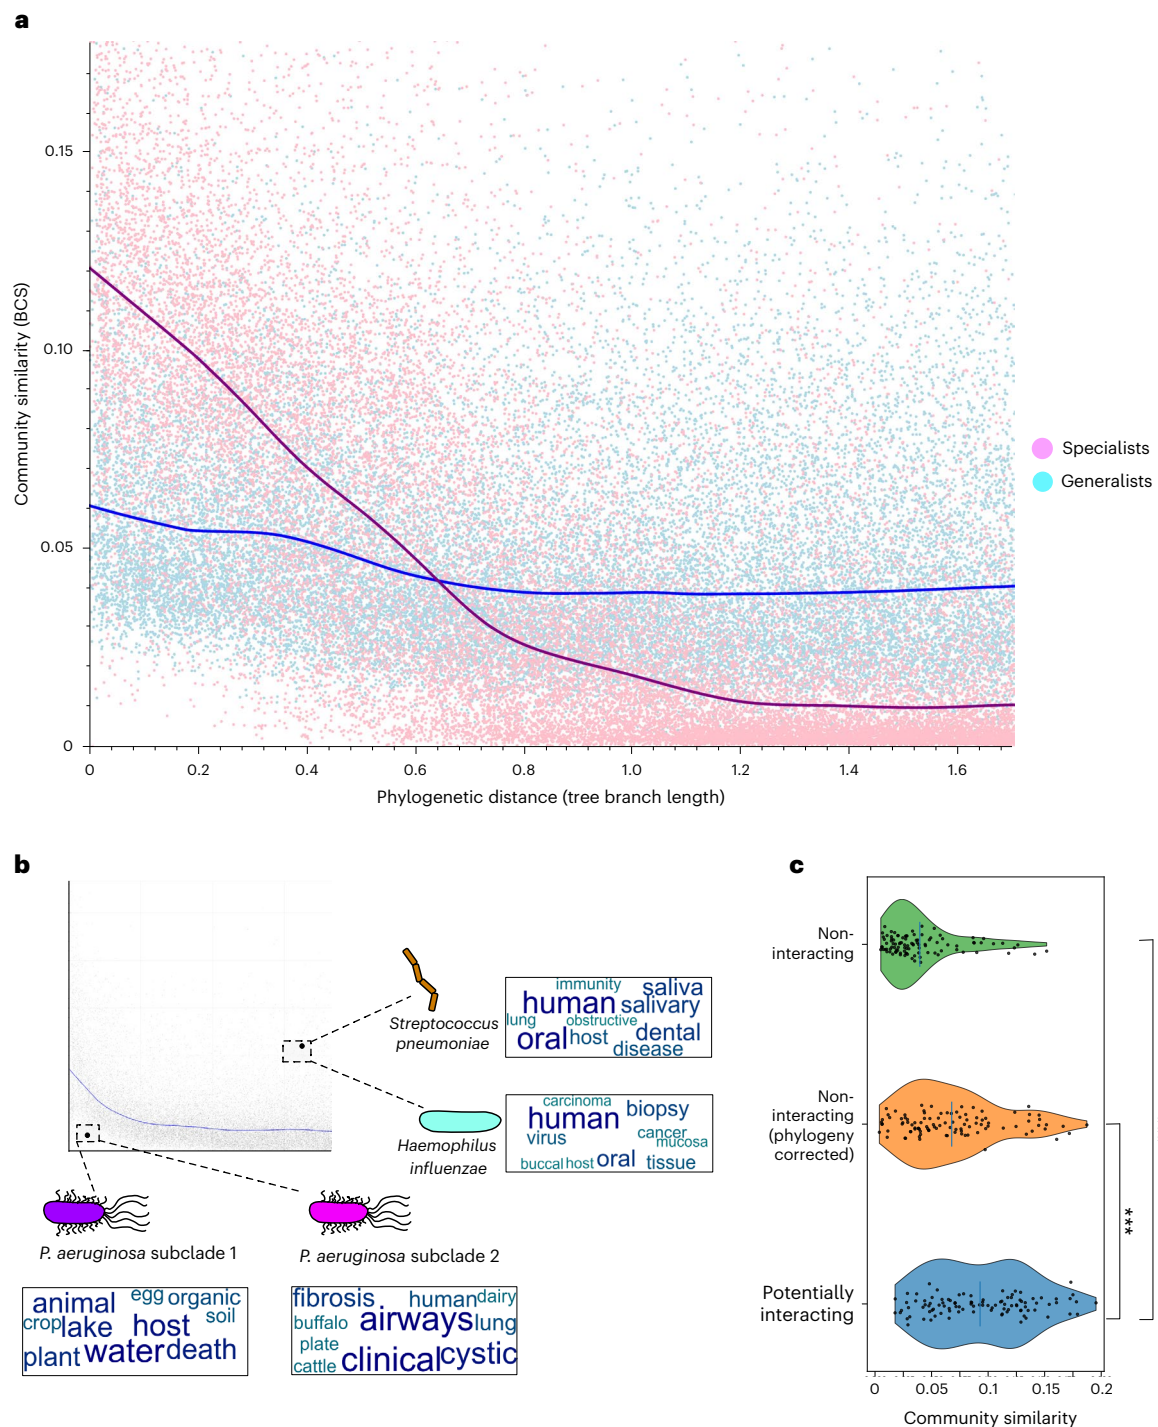 a
0.15
0.10
0.05
0
0
0.2
0.4
0.6
0.8
1.0
1.2
1.4
1.6
Community similarity (BCS)
Phylogenetic distance (tree branch length)
Specialists
Generalists
b
Streptococcus
pneumoniae
immunity
saliva
human
salivary
lung
obstructive
oral
host
dental
disease
Haemophilus
influenzae
carcinoma
human
biopsy
virus
cancer
mucosa
buccal
host
oral
tissue
P. aeruginosa subclade 1
P. aeruginosa subclade 2
animal
egg
organic
crop
lake
host
soil
plant
water
death
fibrosis
human
dairy
buffalo
airways
lung
plate
cattle
clinical
cystic
c
Non-
interacting
Non-
interacting
(phylogeny
corrected)
Potentially
interacting
***
0
0.05
0.1
0.15
0.2
Community similarity